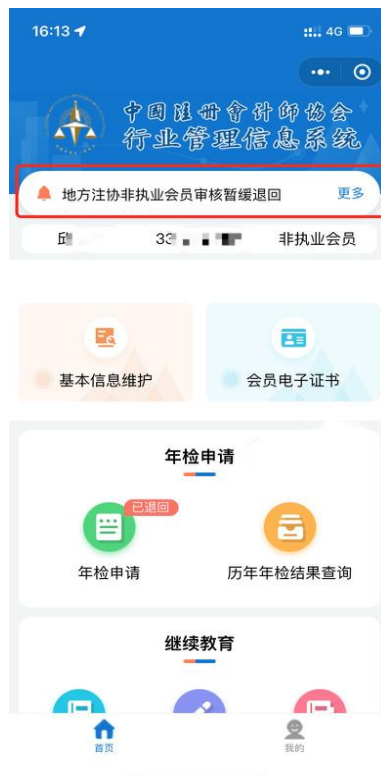 16:13
4G
中国注册会计师协会
行业管理信息系统
地方注协非执业会员审核暂缓退回 更多
邱 33 非执业会员
基本信息维护 会员电子证书
年检申请
已退回
年检申请 历年年检结果查询
继续教育
首页 我的